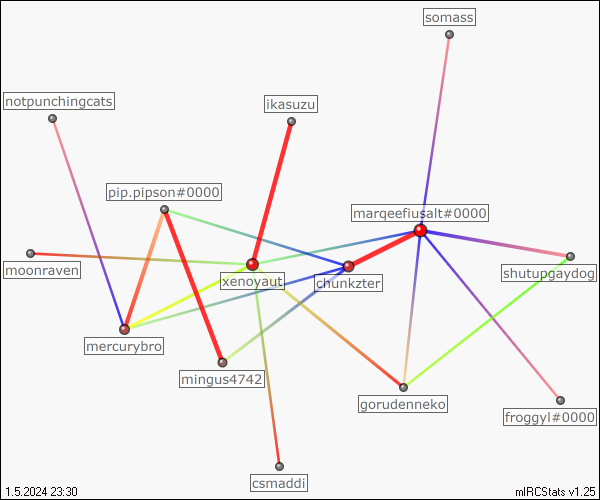 somass
notpunchingcats
ikasuzu
pip.pipson#0000
marqeefiusalt#0000
moonraven
xenoyaut
chunkzter
shutupgaydog
mercurybro
mingus4742
gorudenneko
froggyl#0000
csmaddi
1.5.2024 23:30
mIRCStats v1.25